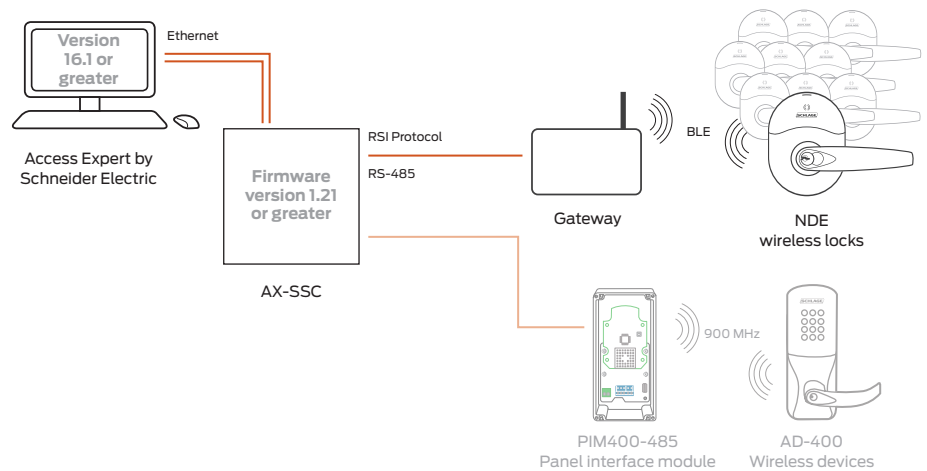 Version
16.1 or
greater
Ethernet
Access Expert by
Schneider Electric
Firmware
version 1.21
or greater
AX-SSC
RSI Protocol
RS-485
Gateway
BLE
SCHLAGE
NDE
wireless locks
900 MHz
SCHLAGE
PIM400-485
Panel interface module
AD-400
Wireless devices